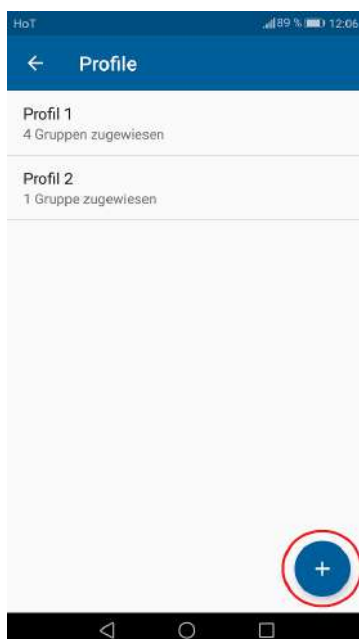 HoT 89 % 12:06
Profile
Profil 1
4 Gruppen zugewiesen
Profil 2
1 Gruppe zugewiesen
+